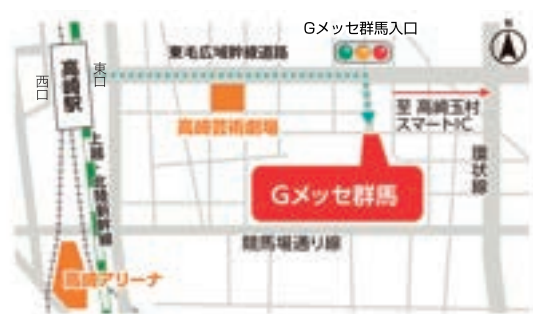 Gメッセ群馬入口
N
東毛広域幹線道路
西口
高崎駅
東口
至 高崎玉村
スマートIC
高崎芸術劇場
上越・北陸新幹線
環状線
Gメッセ群馬
競馬場通り線
高崎アリーナ